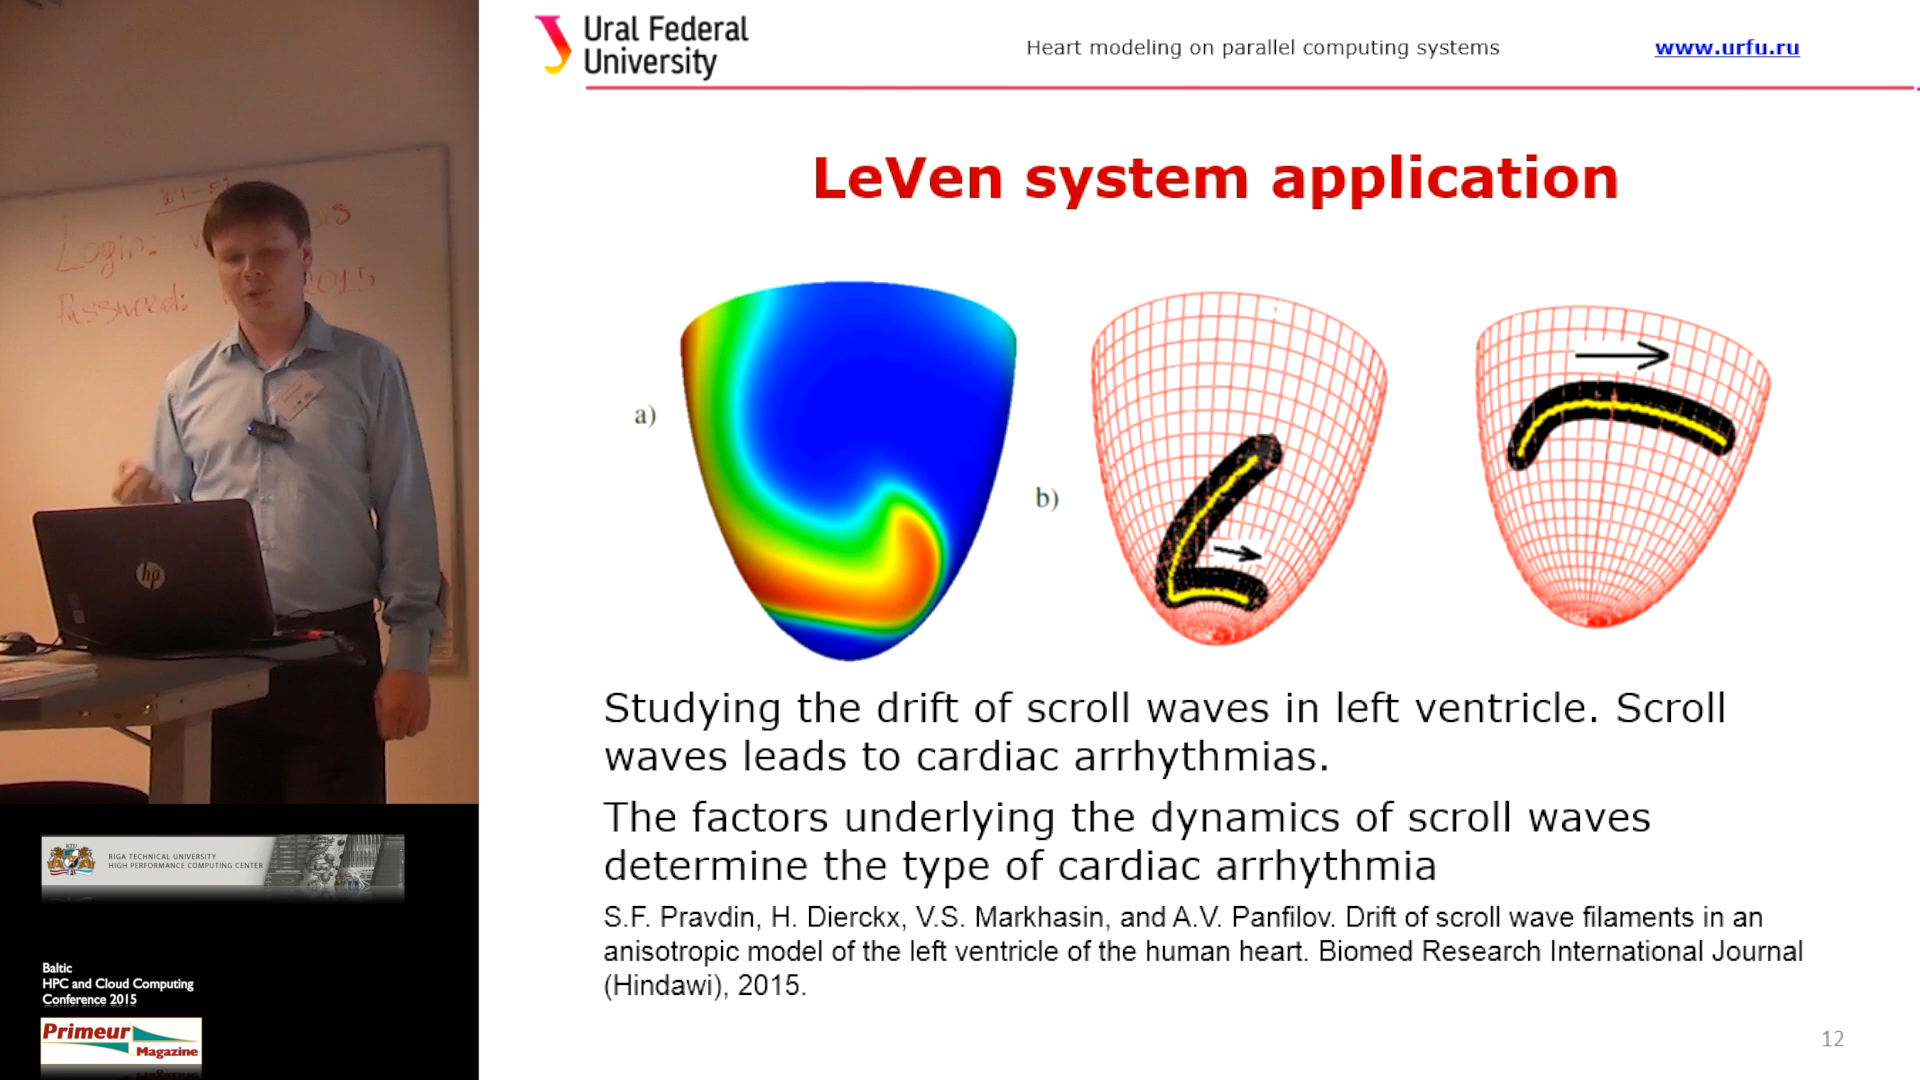 Ural Federal
University
Heart modeling on parallel computing systems
www.urfu.ru
LeVen system application
a)
b)
Studying the drift of scroll waves in left ventricle. Scroll
waves leads to cardiac arrhythmias.
The factors underlying the dynamics of scroll waves
determine the type of cardiac arrhythmia
S.F. Pravdin, H. Dierckx, V.S. Markhasin, and A.V. Panfilov. Drift of scroll wave filaments in an
anisotropic model of the left ventricle of the human heart. Biomed Research International Journal
(Hindawi), 2015.
12
Login:
Password: 2015
hp
RIGA TECHNICAL UNIVERSITY
HIGH PERFORMANCE COMPUTING CENTER
Baltic
HPC and Cloud Computing
Conference 2015
Primeur
Magazine